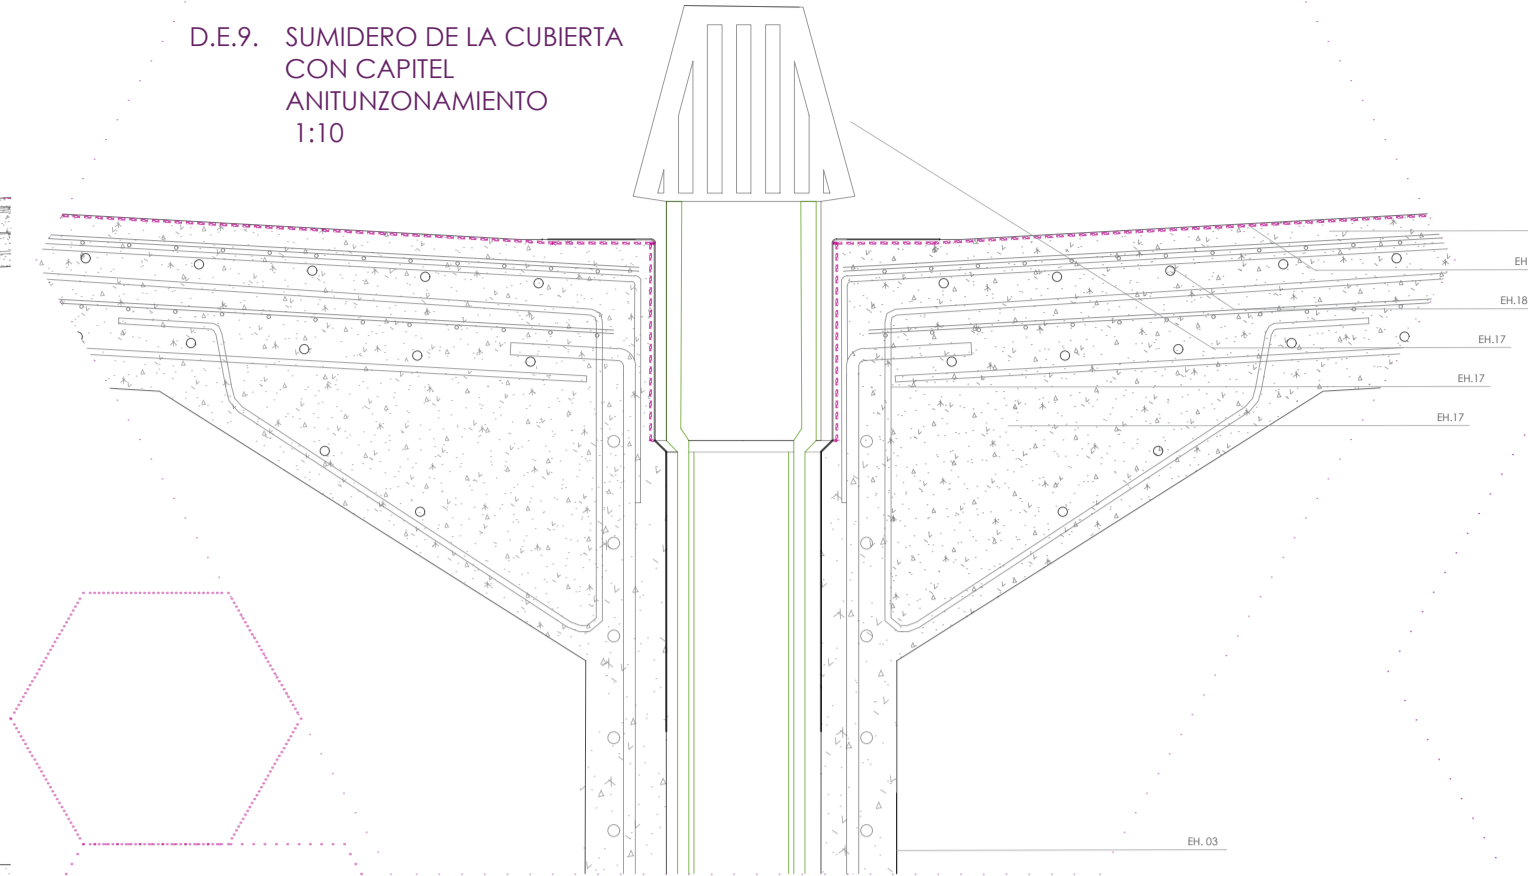 D.E.9. SUMIDERO DE LA CUBIERTA
CON CAPITEL
ANITUNZONAMIENTO
1:10
EH
EH.18
EH.17
EH.17
EH.17
EH. 03